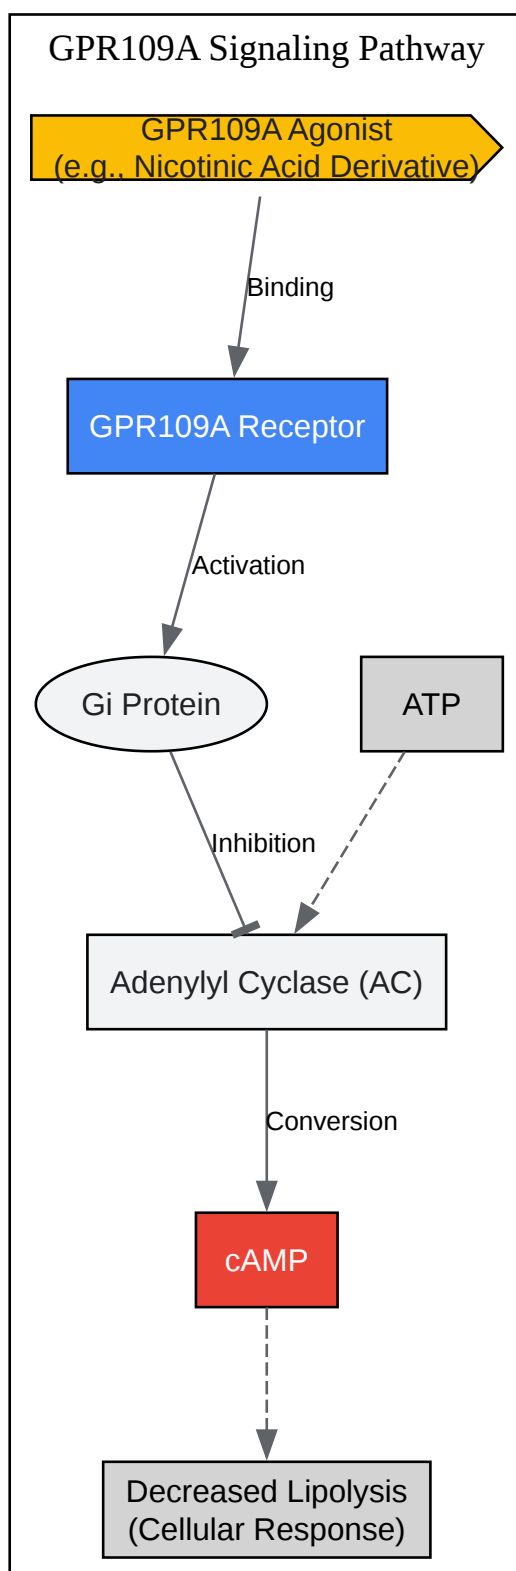 GPR109A Signaling Pathway
GPR109A Agonist
(e.g., Nicotinic Acid Derivative)
Binding
GPR109A Receptor
Activation
Gi Protein
ATP
Inhibition
Adenylyl Cyclase (AC)
Conversion
cAMP
Decreased Lipolysis
(Cellular Response)